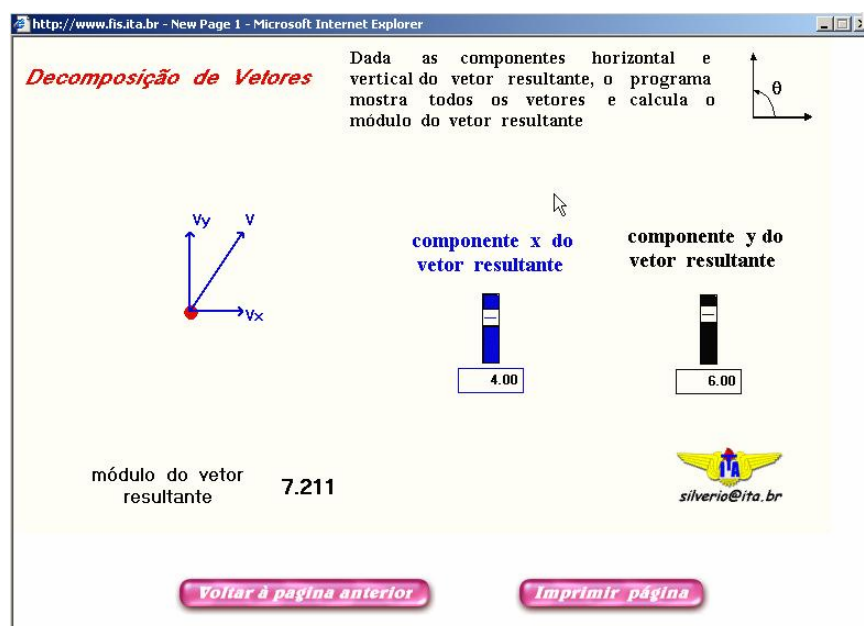 http://www.fis.ita.br - New Page 1 - Microsoft Internet Explorer
Decomposição de Vetores
Dada as componentes horizontal e
vertical do vetor resultante, o programa
mostra todos os vetores e calcula o
módulo do vetor resultante
θ
Vy V
Vx
componente x do
vetor resultante
4.00
componente y do
vetor resultante
6.00
módulo do vetor
resultante
7.211
ITA
silverio@ita.br
Voltar à pagina anterior
Imprimir página